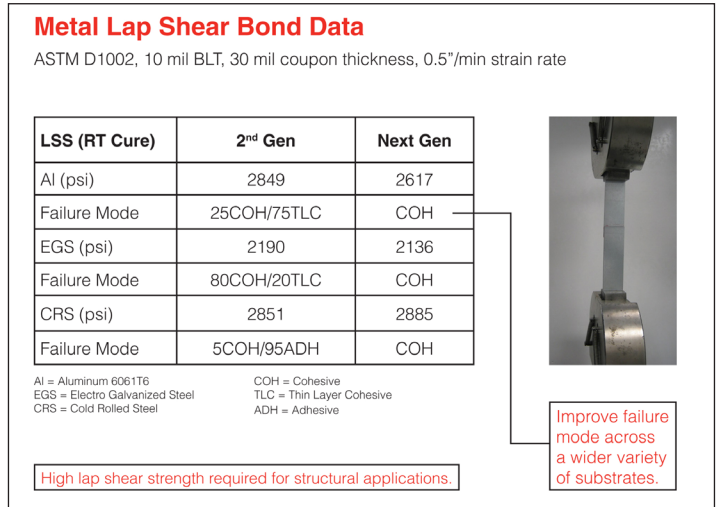 Metal Lap Shear Bond Data
ASTM D1002, 10 mil BLT, 30 mil coupon thickness, 0.5”/min strain rate
LSS (RT Cure) 2nd Gen Next Gen
Al (psi) 2849 2617
Failure Mode 25COH/75TLC COH
EGS (psi) 2190 2136
Failure Mode 80COH/20TLC COH
CRS (psi) 2851 2885
Failure Mode 5COH/95ADH COH
Al = Aluminum 6061T6
EGS = Electro Galvanized Steel
CRS = Cold Rolled Steel
COH = Cohesive
TLC = Thin Layer Cohesive
ADH = Adhesive
Improve failure
mode across
a wider variety
of substrates.
High lap shear strength required for structural applications.